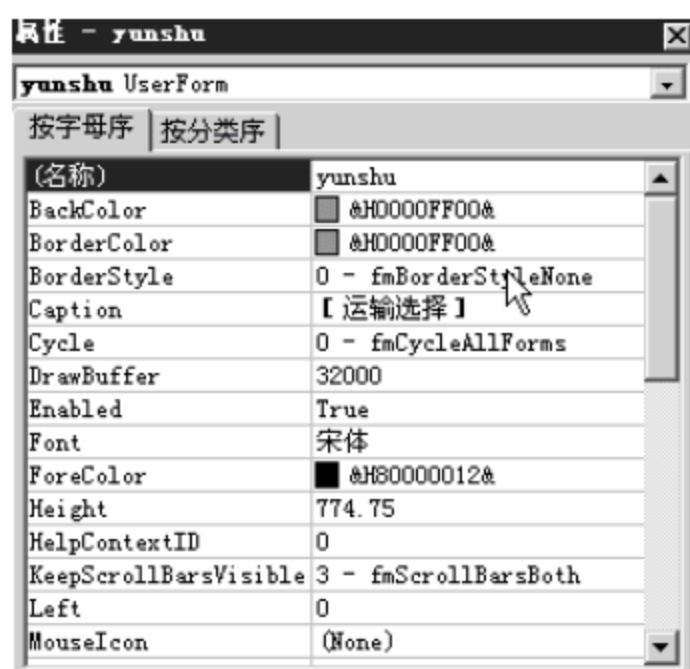 属性 - yunshu
yunshu UserForm
按字母序 按分类序
(名称) yunshu
BackColor &H0000FF00&
BorderColor &H0000FF00&
BorderStyle 0 - fmBorderStyleNone
Caption 【运输选择】
Cycle 0 - fmCycleAllForms
DrawBuffer 32000
Enabled True
Font 宋体
ForeColor &H80000012&
Height 774.75
HelpContextID 0
KeepScrollBarsVisible 3 - fmScrollBarsBoth
Left 0
MouseIcon (None)